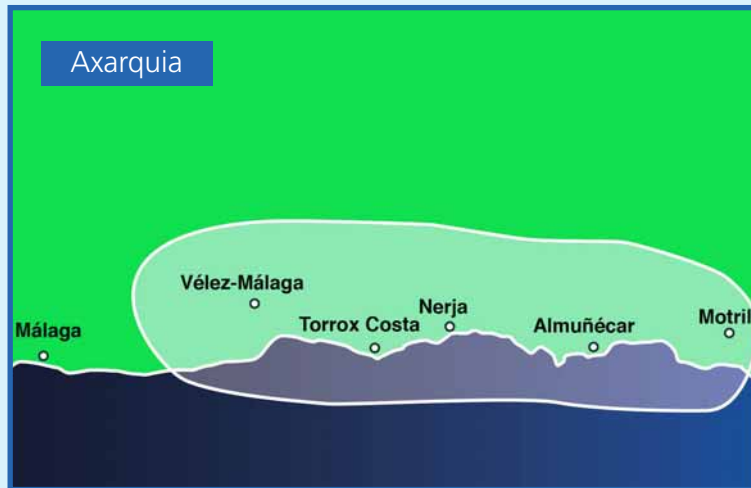 Axarquia
Vélez-Málaga
Nerja
Motril
Málaga
Torrox Costa
Almuñécar